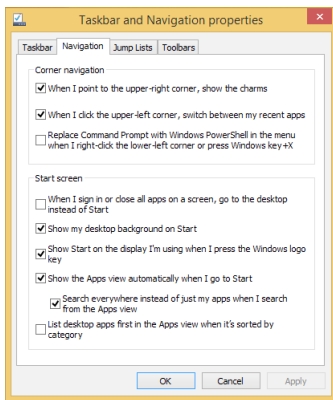 Taskbar and Navigation properties
Taskbar Navigation Jump Lists Toolbars
Corner navigation
When I point to the upper-right corner, show the charms
When I click the upper-left corner, switch between my recent apps
Replace Command Prompt with Windows PowerShell in the menu
when I right-click the lower-left corner or press Windows key+X
Start screen
When I sign in or close all apps on a screen, go to the desktop
instead of Start
Show my desktop background on Start
Show Start on the display I'm using when I press the Windows logo
key
Show the Apps view automatically when I go to Start
Search everywhere instead of just my apps when I search
from the Apps view
List desktop apps first in the Apps view when it's sorted by
category
OK Cancel Apply